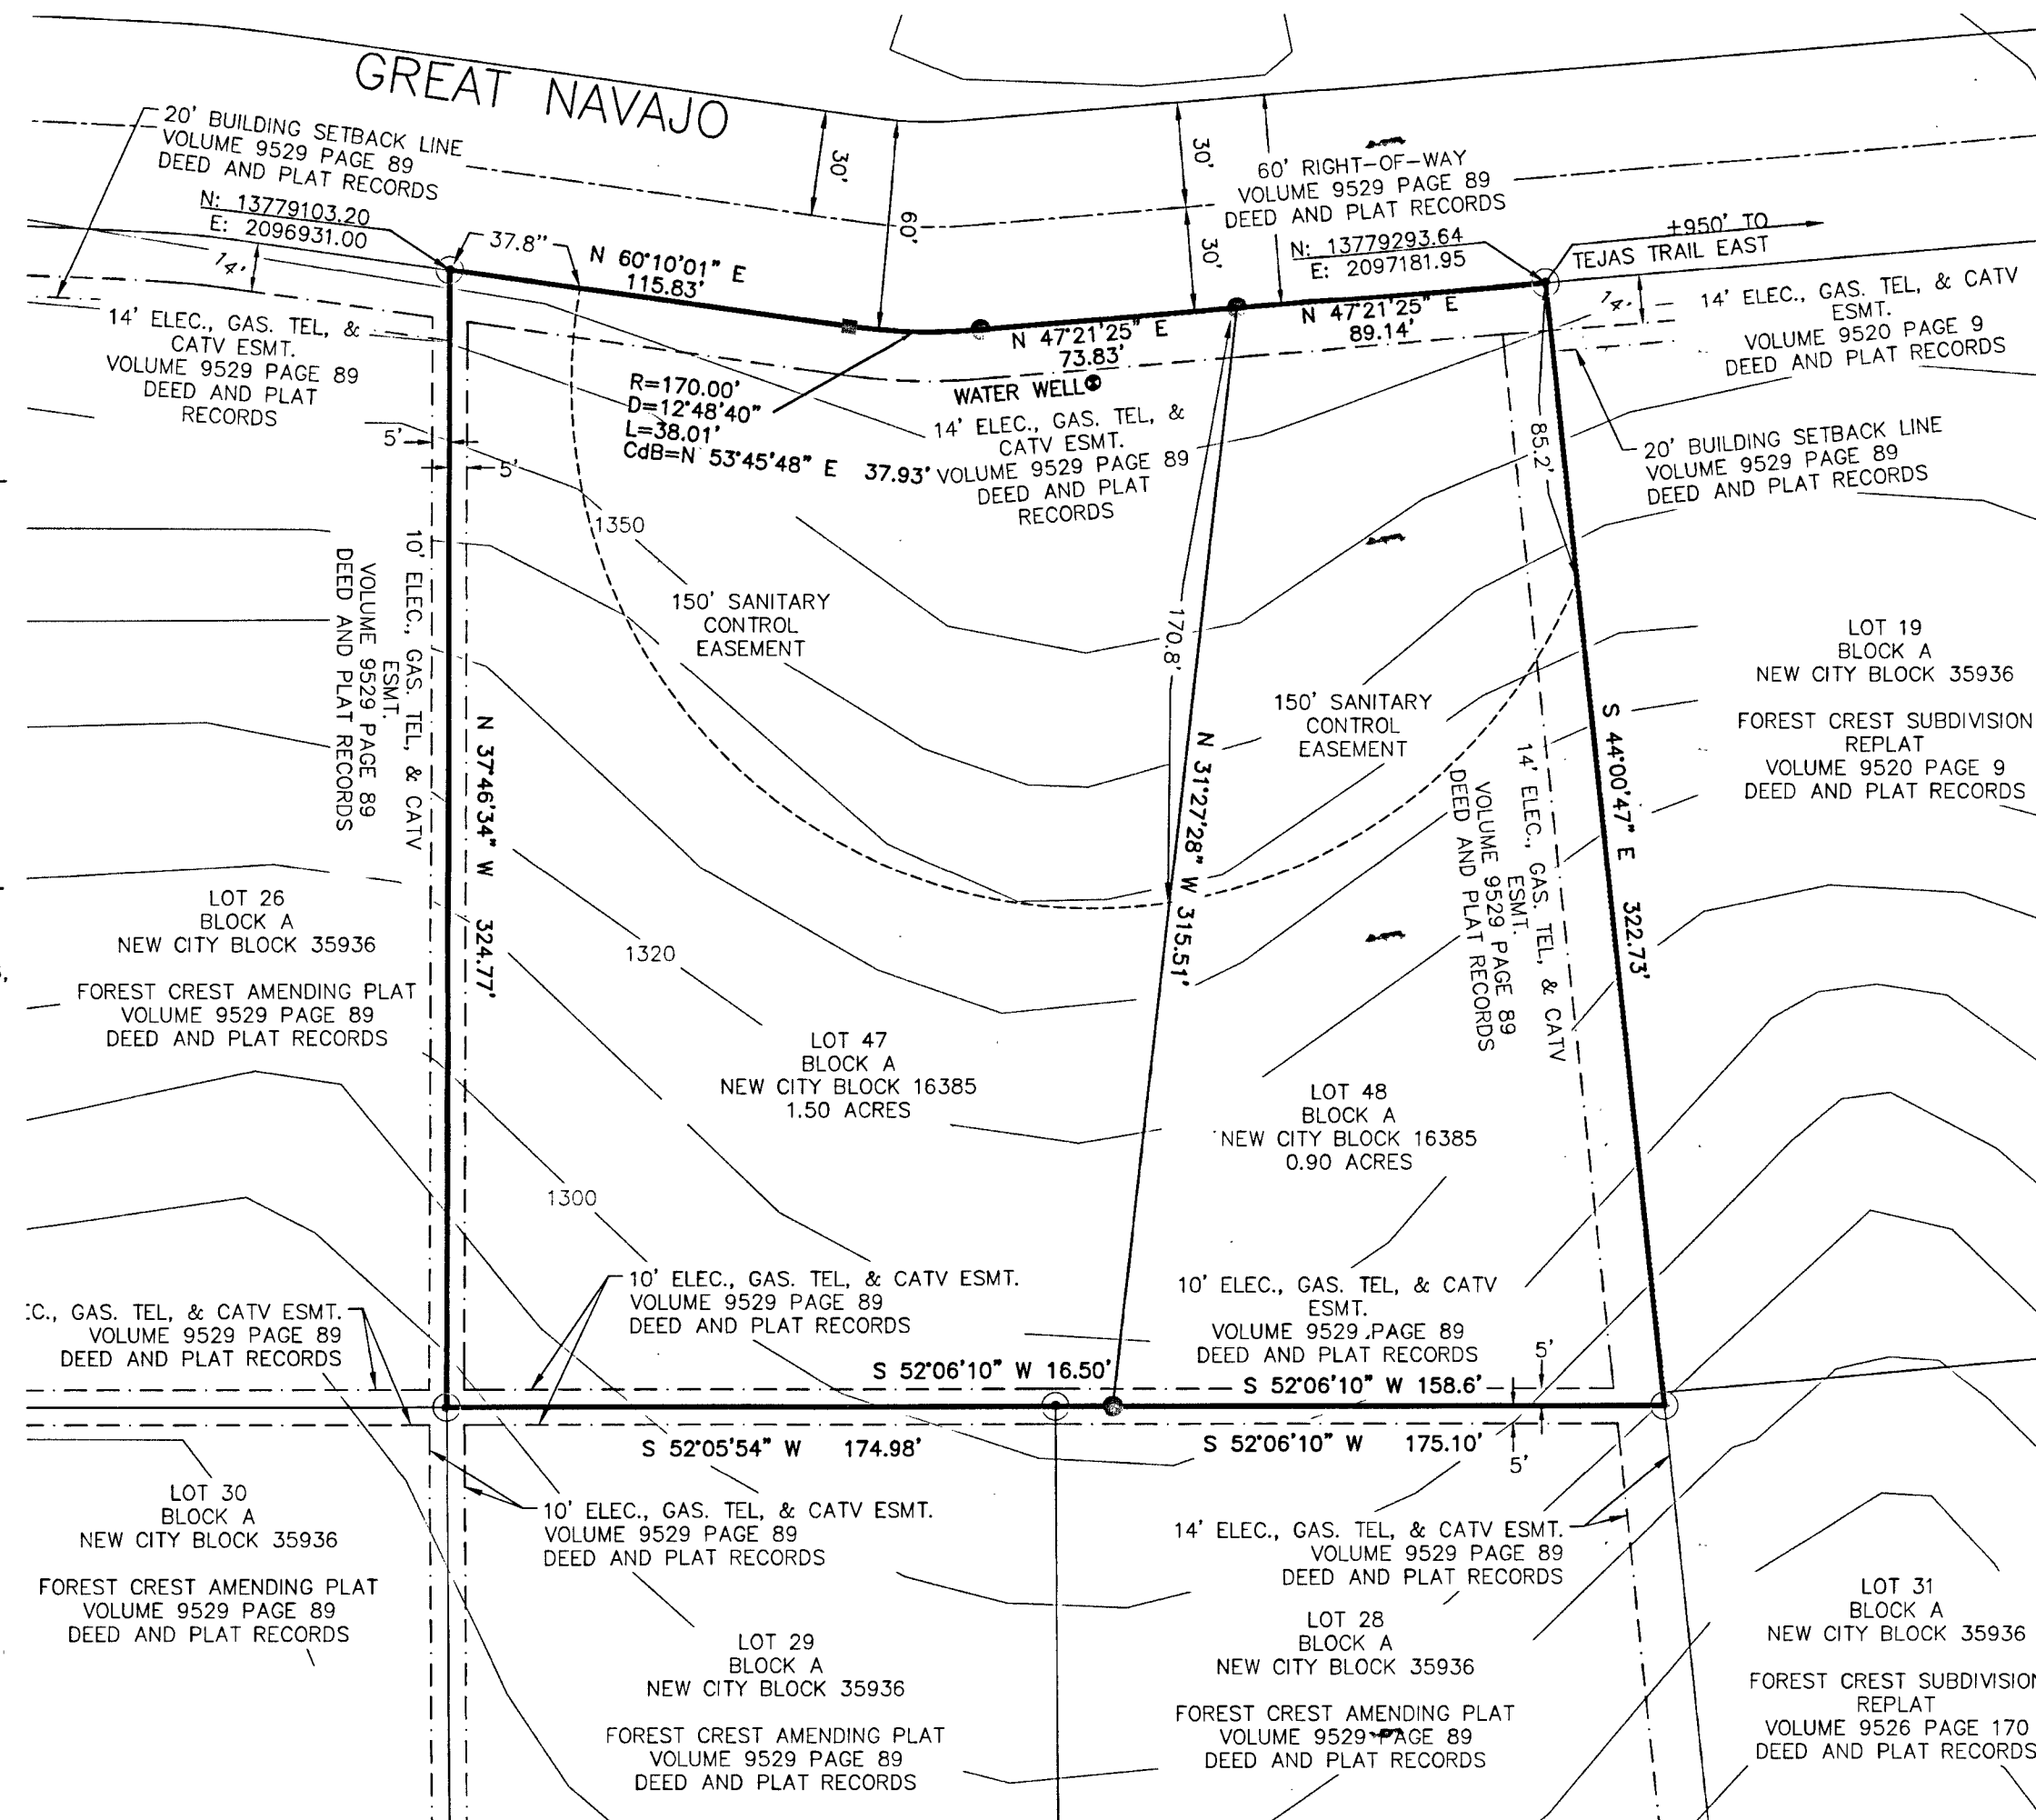 GREAT NAVAJO
20' BUILDING SETBACK LINE
VOLUME 9529 PAGE 89
DEED AND PLAT RECORDS
N: 13779103.20
E: 2096931.00
14'
37.8"
N 60°10'01" E
115.83'
30'
60'
30'
30'
60' RIGHT-OF-WAY
VOLUME 9529 PAGE 89
DEED AND PLAT RECORDS
N: 13779293.64
E: 2097181.95
±950' TO
TEJAS TRAIL EAST
14'
14' ELEC., GAS. TEL, & CATV
ESMT.
VOLUME 9520 PAGE 9
DEED AND PLAT RECORDS
14' ELEC., GAS. TEL, &
CATV ESMT.
VOLUME 9529 PAGE 89
DEED AND PLAT
RECORDS
5'
5'
R=170.00'
D=12°48'40"
L=38.01'
CdB=N 53°45'48" E 37.93'
N 47°21'25" E
73.83'
WATER WELL
N 47°21'25" E
89.14'
14' ELEC., GAS. TEL, &
CATV ESMT.
VOLUME 9529 PAGE 89
DEED AND PLAT
RECORDS
85.2'
20' BUILDING SETBACK LINE
VOLUME 9529 PAGE 89
DEED AND PLAT RECORDS
1350
10' ELEC., GAS. TEL, & CATV
ESMT.
VOLUME 9529 PAGE 89
DEED AND PLAT RECORDS
150' SANITARY
CONTROL
EASEMENT
170.8'
150' SANITARY
CONTROL
EASEMENT
LOT 19
BLOCK A
NEW CITY BLOCK 35936
FOREST CREST SUBDIVISION
REPLAT
VOLUME 9520 PAGE 9
DEED AND PLAT RECORDS
N 37°46'34" W 324.77'
N 31°27'28" W 315.51'
S 44°00'47" E 322.73'
14' ELEC., GAS. TEL, & CATV
ESMT.
VOLUME 9529 PAGE 89
DEED AND PLAT RECORDS
LOT 26
BLOCK A
NEW CITY BLOCK 35936
FOREST CREST AMENDING PLAT
VOLUME 9529 PAGE 89
DEED AND PLAT RECORDS
1320
LOT 47
BLOCK A
NEW CITY BLOCK 16385
1.50 ACRES
LOT 48
BLOCK A
NEW CITY BLOCK 16385
0.90 ACRES
1300
10' ELEC., GAS. TEL, & CATV ESMT.
VOLUME 9529 PAGE 89
DEED AND PLAT RECORDS
10' ELEC., GAS. TEL, & CATV
ESMT.
VOLUME 9529 PAGE 89
DEED AND PLAT RECORDS
GAS. TEL, & CATV ESMT.
VOLUME 9529 PAGE 89
DEED AND PLAT RECORDS
S 52°06'10" W 16.50'
S 52°06'10" W 158.6'
5'
S 52°05'54" W 174.98'
S 52°06'10" W 175.10'
5'
LOT 30
BLOCK A
NEW CITY BLOCK 35936
FOREST CREST AMENDING PLAT
VOLUME 9529 PAGE 89
DEED AND PLAT RECORDS
10' ELEC., GAS. TEL, & CATV ESMT.
VOLUME 9529 PAGE 89
DEED AND PLAT RECORDS
14' ELEC., GAS. TEL, & CATV ESMT.
VOLUME 9529 PAGE 89
DEED AND PLAT RECORDS
LOT 29
BLOCK A
NEW CITY BLOCK 35936
FOREST CREST AMENDING PLAT
VOLUME 9529 PAGE 89
DEED AND PLAT RECORDS
LOT 28
BLOCK A
NEW CITY BLOCK 35936
FOREST CREST AMENDING PLAT
VOLUME 9529 PAGE 89
DEED AND PLAT RECORDS
LOT 31
BLOCK A
NEW CITY BLOCK 35936
FOREST CREST SUBDIVISION
REPLAT
VOLUME 9526 PAGE 170
DEED AND PLAT RECORDS